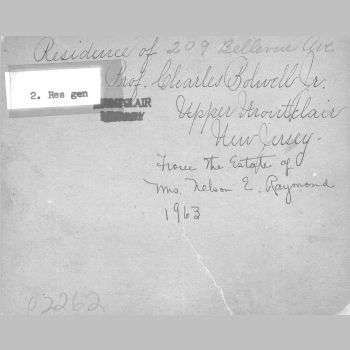 Residence of 209 Bellevue Ave
Prof. Charles Bolwell Jr.
2. Res gen
MONTCLAIR
LIBRARY
Upper Montclair
New Jersey.
From the Estate of
Mrs. Nelson E. Raymond
1963
P2262